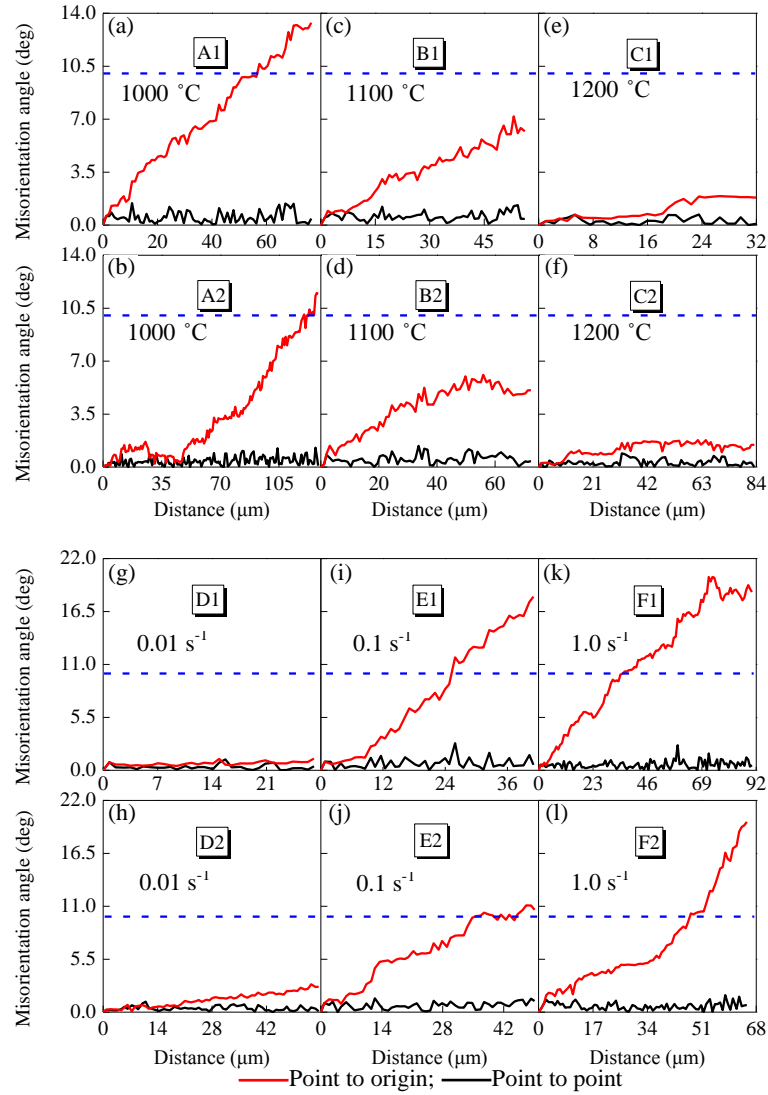 (a) A1 (c) B1 (e) C1
1000 °C 1100 °C 1200 °C
Misorientation angle (deg)
14.0
10.5
7.0
3.5
0.0
0 20 40 60 0 15 30 45 0 8 16 24 32
(b) A2 (d) B2 (f) C2
1000 °C 1100 °C 1200 °C
Misorientation angle (deg)
14.0
10.5
7.0
3.5
0.0
0 35 70 105 0 20 40 60 0 21 42 63 84
Distance (μm) Distance (μm) Distance (μm)
(g) D1 (i) E1 (k) F1
0.01 s⁻¹ 0.1 s⁻¹ 1.0 s⁻¹
Misorientation angle (deg)
22.0
16.5
11.0
5.5
0.0
0 7 14 21 0 12 24 36 0 23 46 69 92
(h) D2 (j) E2 (l) F2
0.01 s⁻¹ 0.1 s⁻¹ 1.0 s⁻¹
Misorientation angle (deg)
22.0
16.5
11.0
5.5
0.0
0 14 28 42 0 14 28 42 0 17 34 51 68
Distance (μm) Distance (μm) Distance (μm)
Point to origin; Point to point